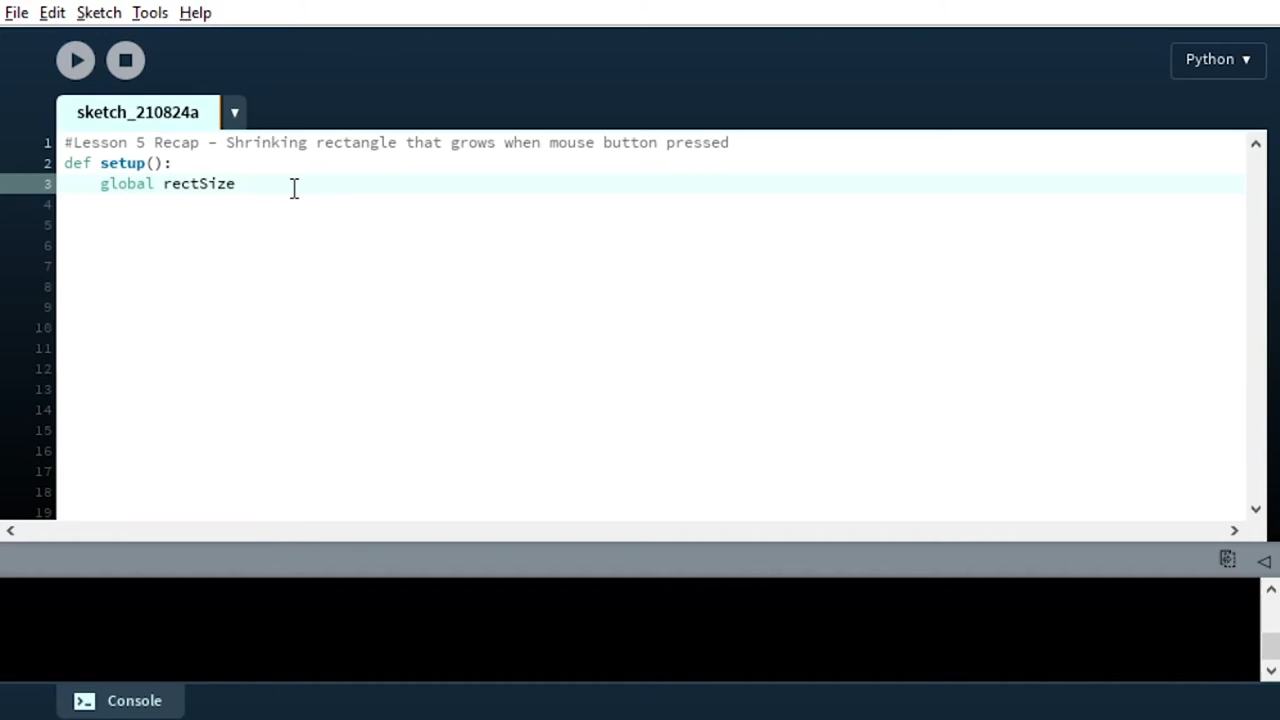 File Edit Sketch Tools Help
Python ▾
sketch_210824a ▾
1 #Lesson 5 Recap - Shrinking rectangle that grows when mouse button pressed
2 def setup():
3     global rectSize
4
5
6
7
8
9
10
11
12
13
14
15
16
17
18
19
Console